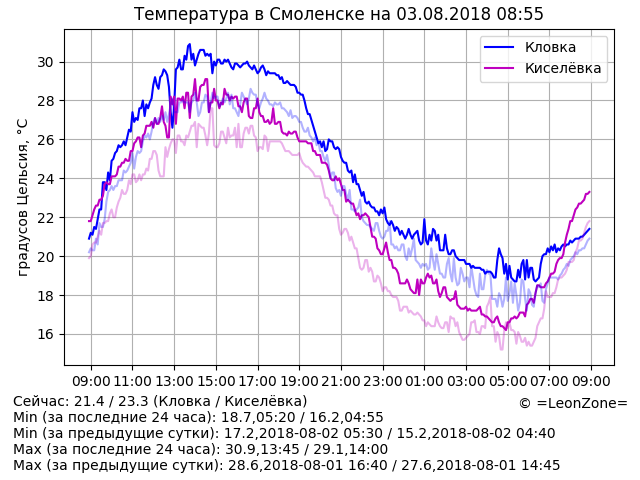 Температура в Смоленске на 03.08.2018 08:55
Кловка
Киселёвка
градусов Цельсия, °C
30
28
26
24
22
20
18
16
09:00 11:00 13:00 15:00 17:00 19:00 21:00 23:00 01:00 03:00 05:00 07:00 09:00
Сейчас: 21.4 / 23.3 (Кловка / Киселёвка)
© =LeonZone=
Min (за последние 24 часа): 18.7,05:20 / 16.2,04:55
Min (за предыдущие сутки): 17.2,2018-08-02 05:30 / 15.2,2018-08-02 04:40
Max (за последние 24 часа): 30.9,13:45 / 29.1,14:00
Max (за предыдущие сутки): 28.6,2018-08-01 16:40 / 27.6,2018-08-01 14:45